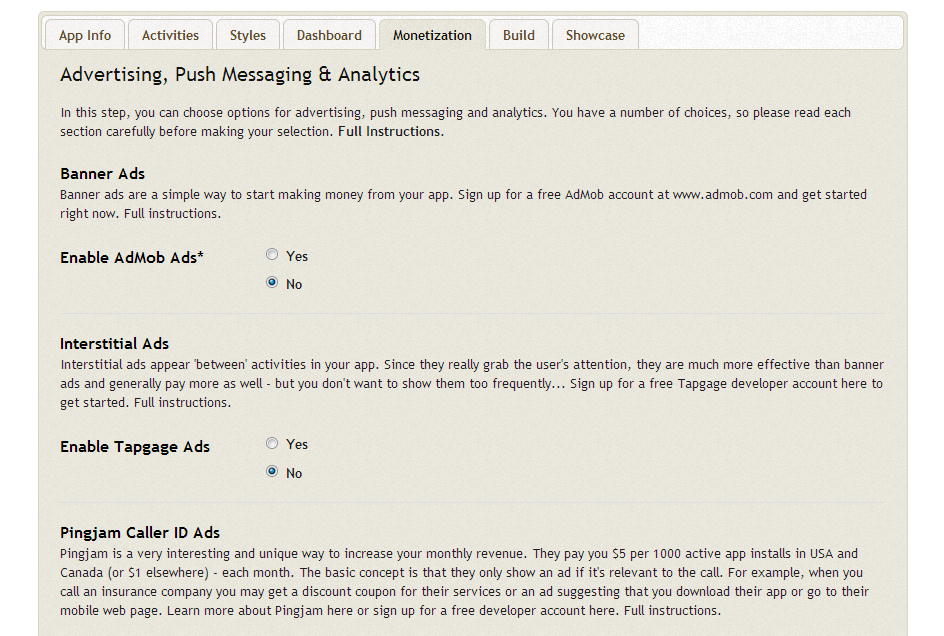 App Info Activities Styles Dashboard Monetization Build Showcase
Advertising, Push Messaging & Analytics
In this step, you can choose options for advertising, push messaging and analytics. You have a number of choices, so please read each
section carefully before making your selection. Full Instructions.
Banner Ads
Banner ads are a simple way to start making money from your app. Sign up for a free AdMob account at www.admob.com and get started
right now. Full instructions.
Enable AdMob Ads* Yes
No
Interstitial Ads
Interstitial ads appear 'between' activities in your app. Since they really grab the user's attention, they are much more effective than banner
ads and generally pay more as well - but you don't want to show them too frequently... Sign up for a free Tapgage developer account here to
get started. Full instructions.
Enable Tapgage Ads Yes
No
Pingjam Caller ID Ads
Pingjam is a very interesting and unique way to increase your monthly revenue. They pay you $5 per 1000 active app installs in USA and
Canada (or $1 elsewhere) - each month. The basic concept is that they only show an ad if it's relevant to the call. For example, when you
call an insurance company you may get a discount coupon for their services or an ad suggesting that you download their app or go to their
mobile web page. Learn more about Pingjam here or sign up for a free developer account here. Full instructions.